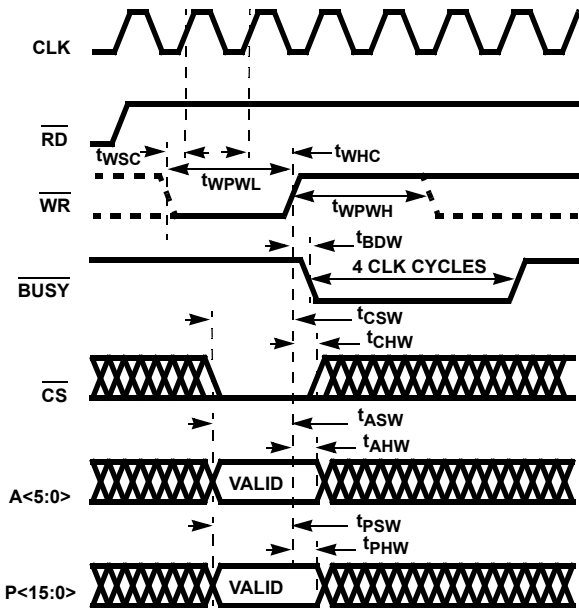 CLK
RD
tWSC
tWHC
tWPWL
WR
tWPWH
tBDW
4 CLK CYCLES
BUSY
tCSW
tCHW
CS
tASW
tAHW
A<5:0>
VALID
tPSW
tPHW
P<15:0>
VALID